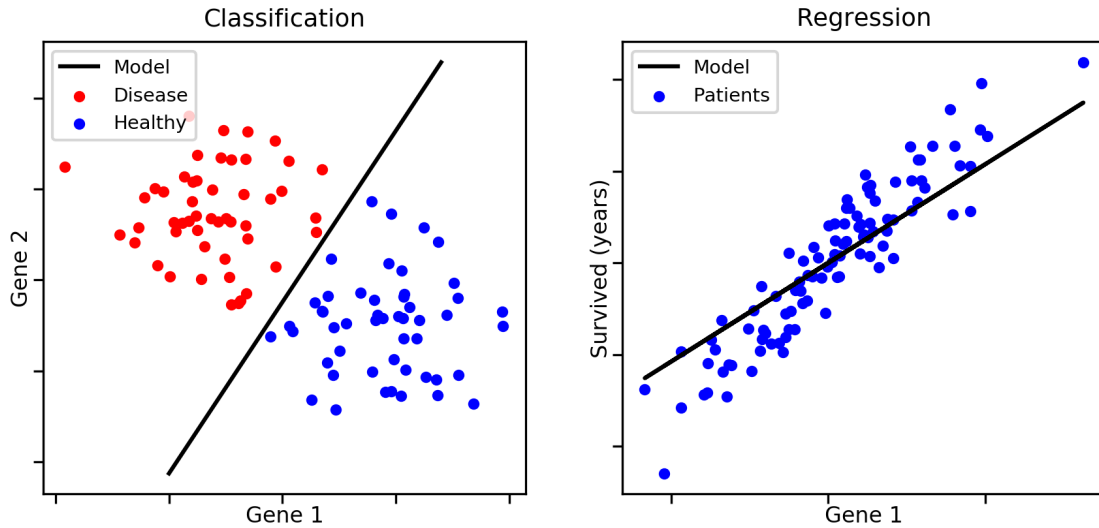 Classification
Model
Disease
Healthy
Gene 2
Gene 1
Regression
Model
Patients
Survived (years)
Gene 1